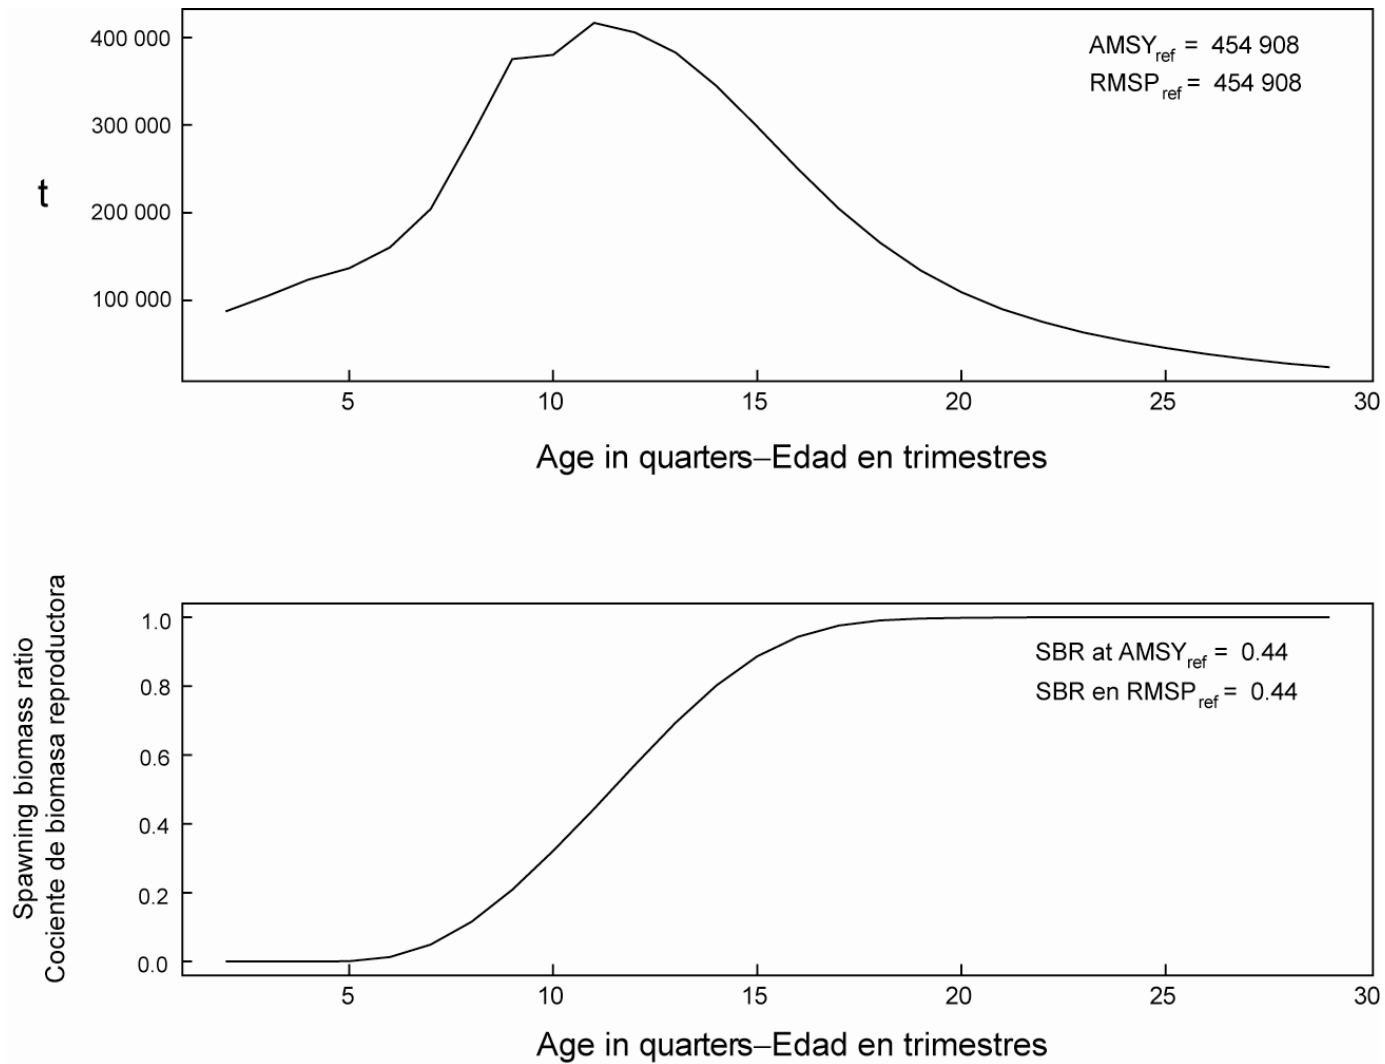 400 000
300 000
200 000
100 000
t
AMSYref = 454 908
RMSPref = 454 908
5 10 15 20 25 30
Age in quarters–Edad en trimestres
Spawning biomass ratio
Cociente de biomasa reproductora
1.0
0.8
0.6
0.4
0.2
0.0
SBR at AMSYref = 0.44
SBR en RMSPref = 0.44
5 10 15 20 25 30
Age in quarters–Edad en trimestres